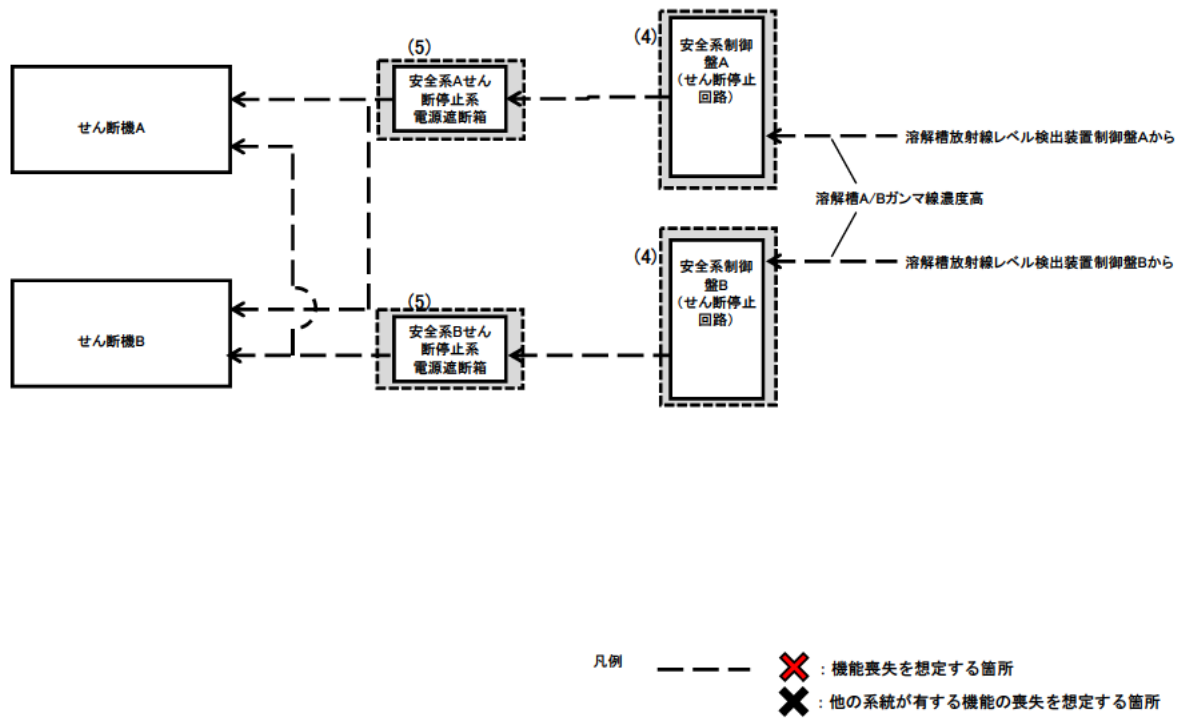 (5)
(4)
安全系制御
盤A
(せん断停止
回路)
安全系Aせん
断停止系
電源遮断箱
せん断機A
溶解槽放射線レベル検出装置制御盤Aから
溶解槽A/Bガンマ線濃度高
(4)
溶解槽放射線レベル検出装置制御盤Bから
安全系制御
盤B
(せん断停止
回路)
(5)
安全系Bせん
断停止系
電源遮断箱
せん断機B
凡例
:機能喪失を想定する箇所
:他の系統が有する機能の喪失を想定する箇所